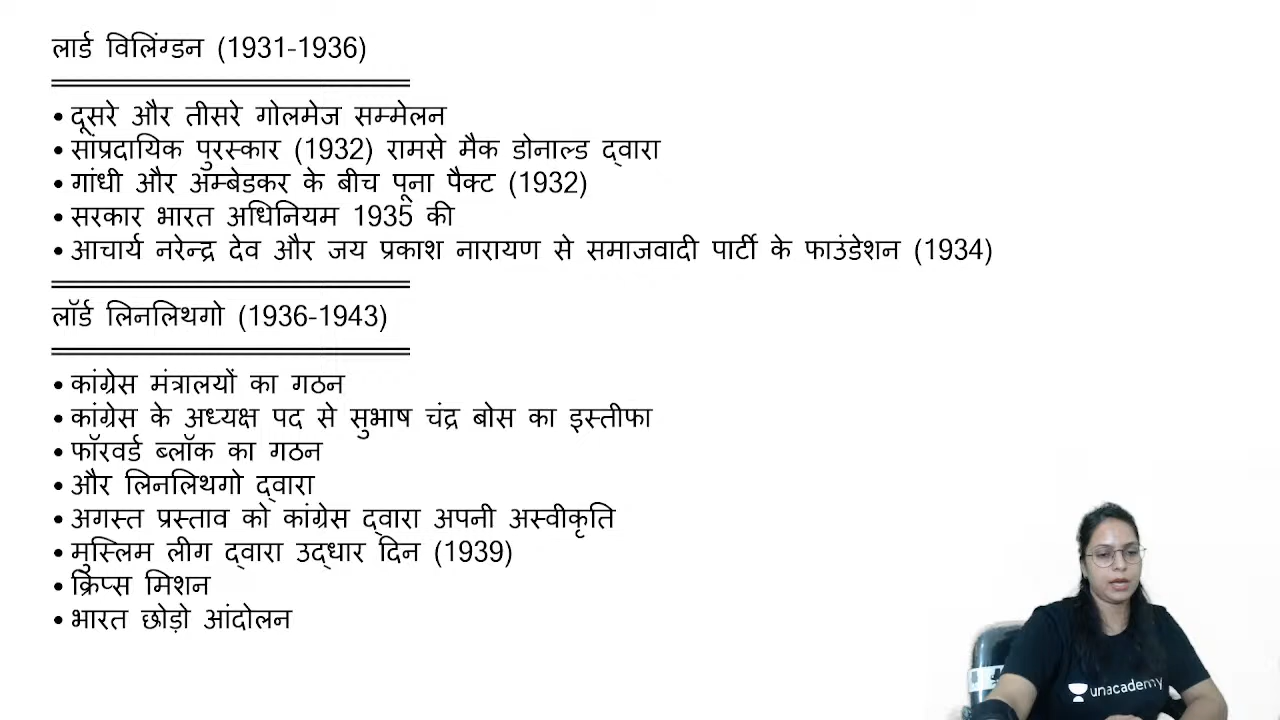 लार्ड विलिंग्डन (1931-1936)
• दूसरे और तीसरे गोलमेज सम्मेलन
• सांप्रदायिक पुरस्कार (1932) रामसे मैक डोनाल्ड द्वारा
• गांधी और अम्बेडकर के बीच पूना पैक्ट (1932)
• सरकार भारत अधिनियम 1935 की
• आचार्य नरेन्द्र देव और जय प्रकाश नारायण से समाजवादी पार्टी के फाउंडेशन (1934)
लॉर्ड लिनलिथगो (1936-1943)
• कांग्रेस मंत्रालयों का गठन
• कांग्रेस के अध्यक्ष पद से सुभाष चंद्र बोस का इस्तीफा
• फॉरवर्ड ब्लॉक का गठन
• और लिनलिथगो द्वारा
• अगस्त प्रस्ताव को कांग्रेस द्वारा अपनी अस्वीकृति
• मुस्लिम लीग द्वारा उद्धार दिन (1939)
• क्रिप्स मिशन
• भारत छोड़ो आंदोलन
unacademy